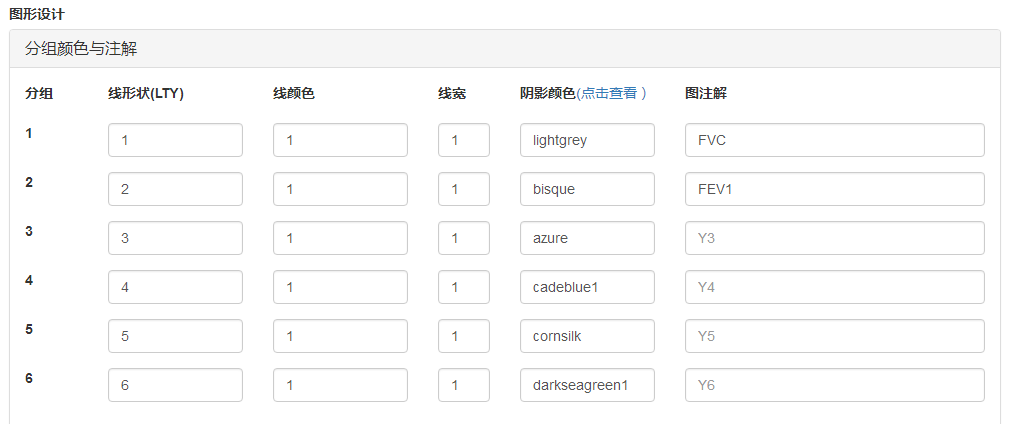 图形设计
分组颜色与注解
分组 线形状(LTY) 线颜色 线宽 阴影颜色(点击查看 ) 图注解
1 1 1 1 lightgrey FVC
2 2 1 1 bisque FEV1
3 3 1 1 azure Y3
4 4 1 1 cadeblue1 Y4
5 5 1 1 cornsilk Y5
6 6 1 1 darkseagreen1 Y6